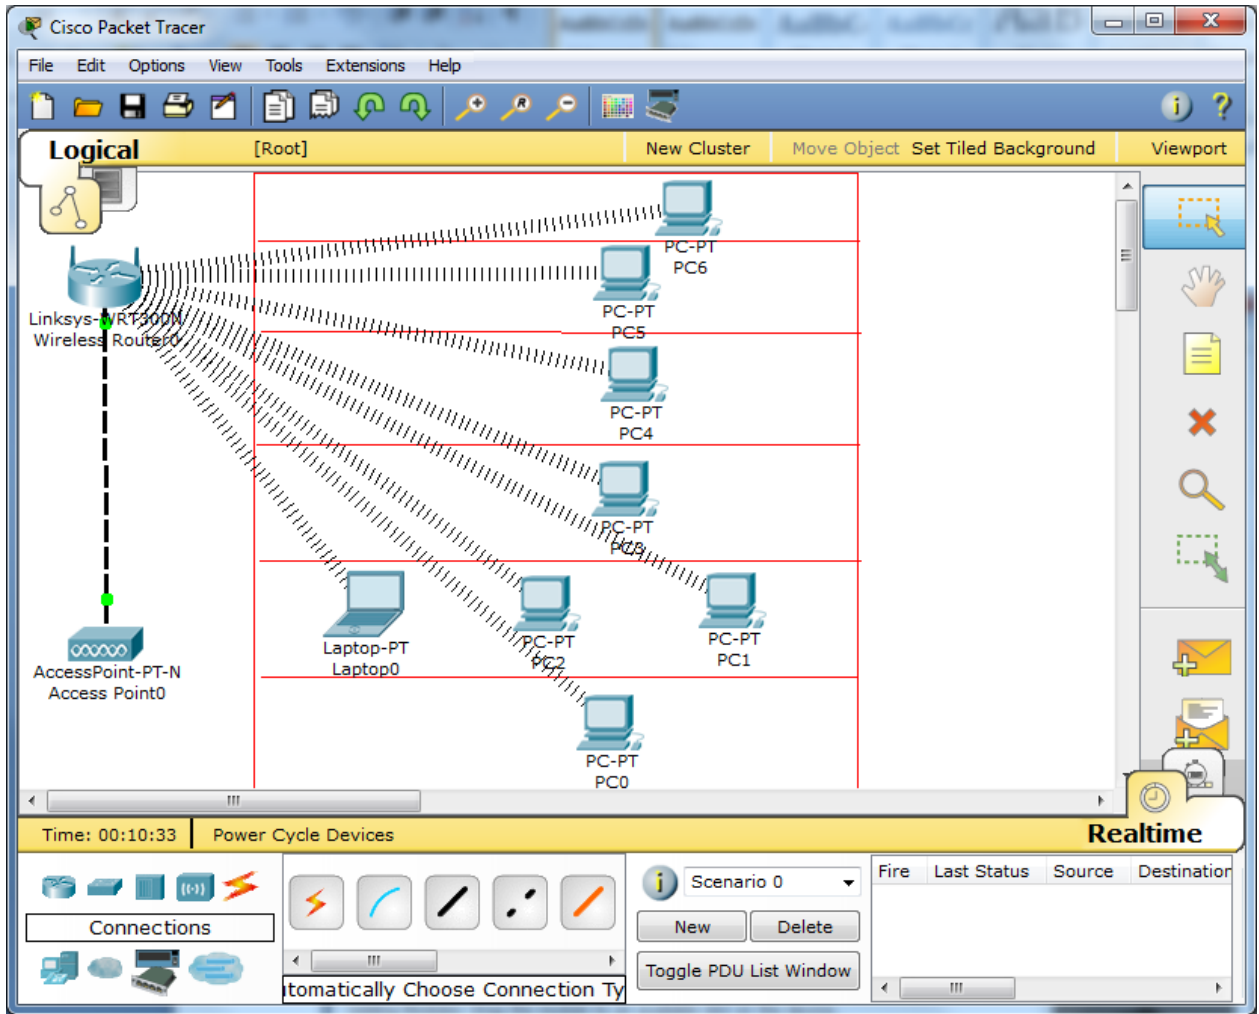 Cisco Packet Tracer
File Edit Options View Tools Extensions Help
Logical [Root] New Cluster Move Object Set Tiled Background Viewport
PC-PT
PC6
PC-PT
PC5
Linksys-WRT300N
Wireless Router0
PC-PT
PC4
PC-PT
PC3
Laptop-PT
Laptop0
PC-PT
PC2
PC-PT
PC1
AccessPoint-PT-N
Access Point0
PC-PT
PC0
Time: 00:10:33 Power Cycle Devices Realtime
Connections
tomatically Choose Connection Ty
Scenario 0
New Delete
Toggle PDU List Window
Fire Last Status Source Destination